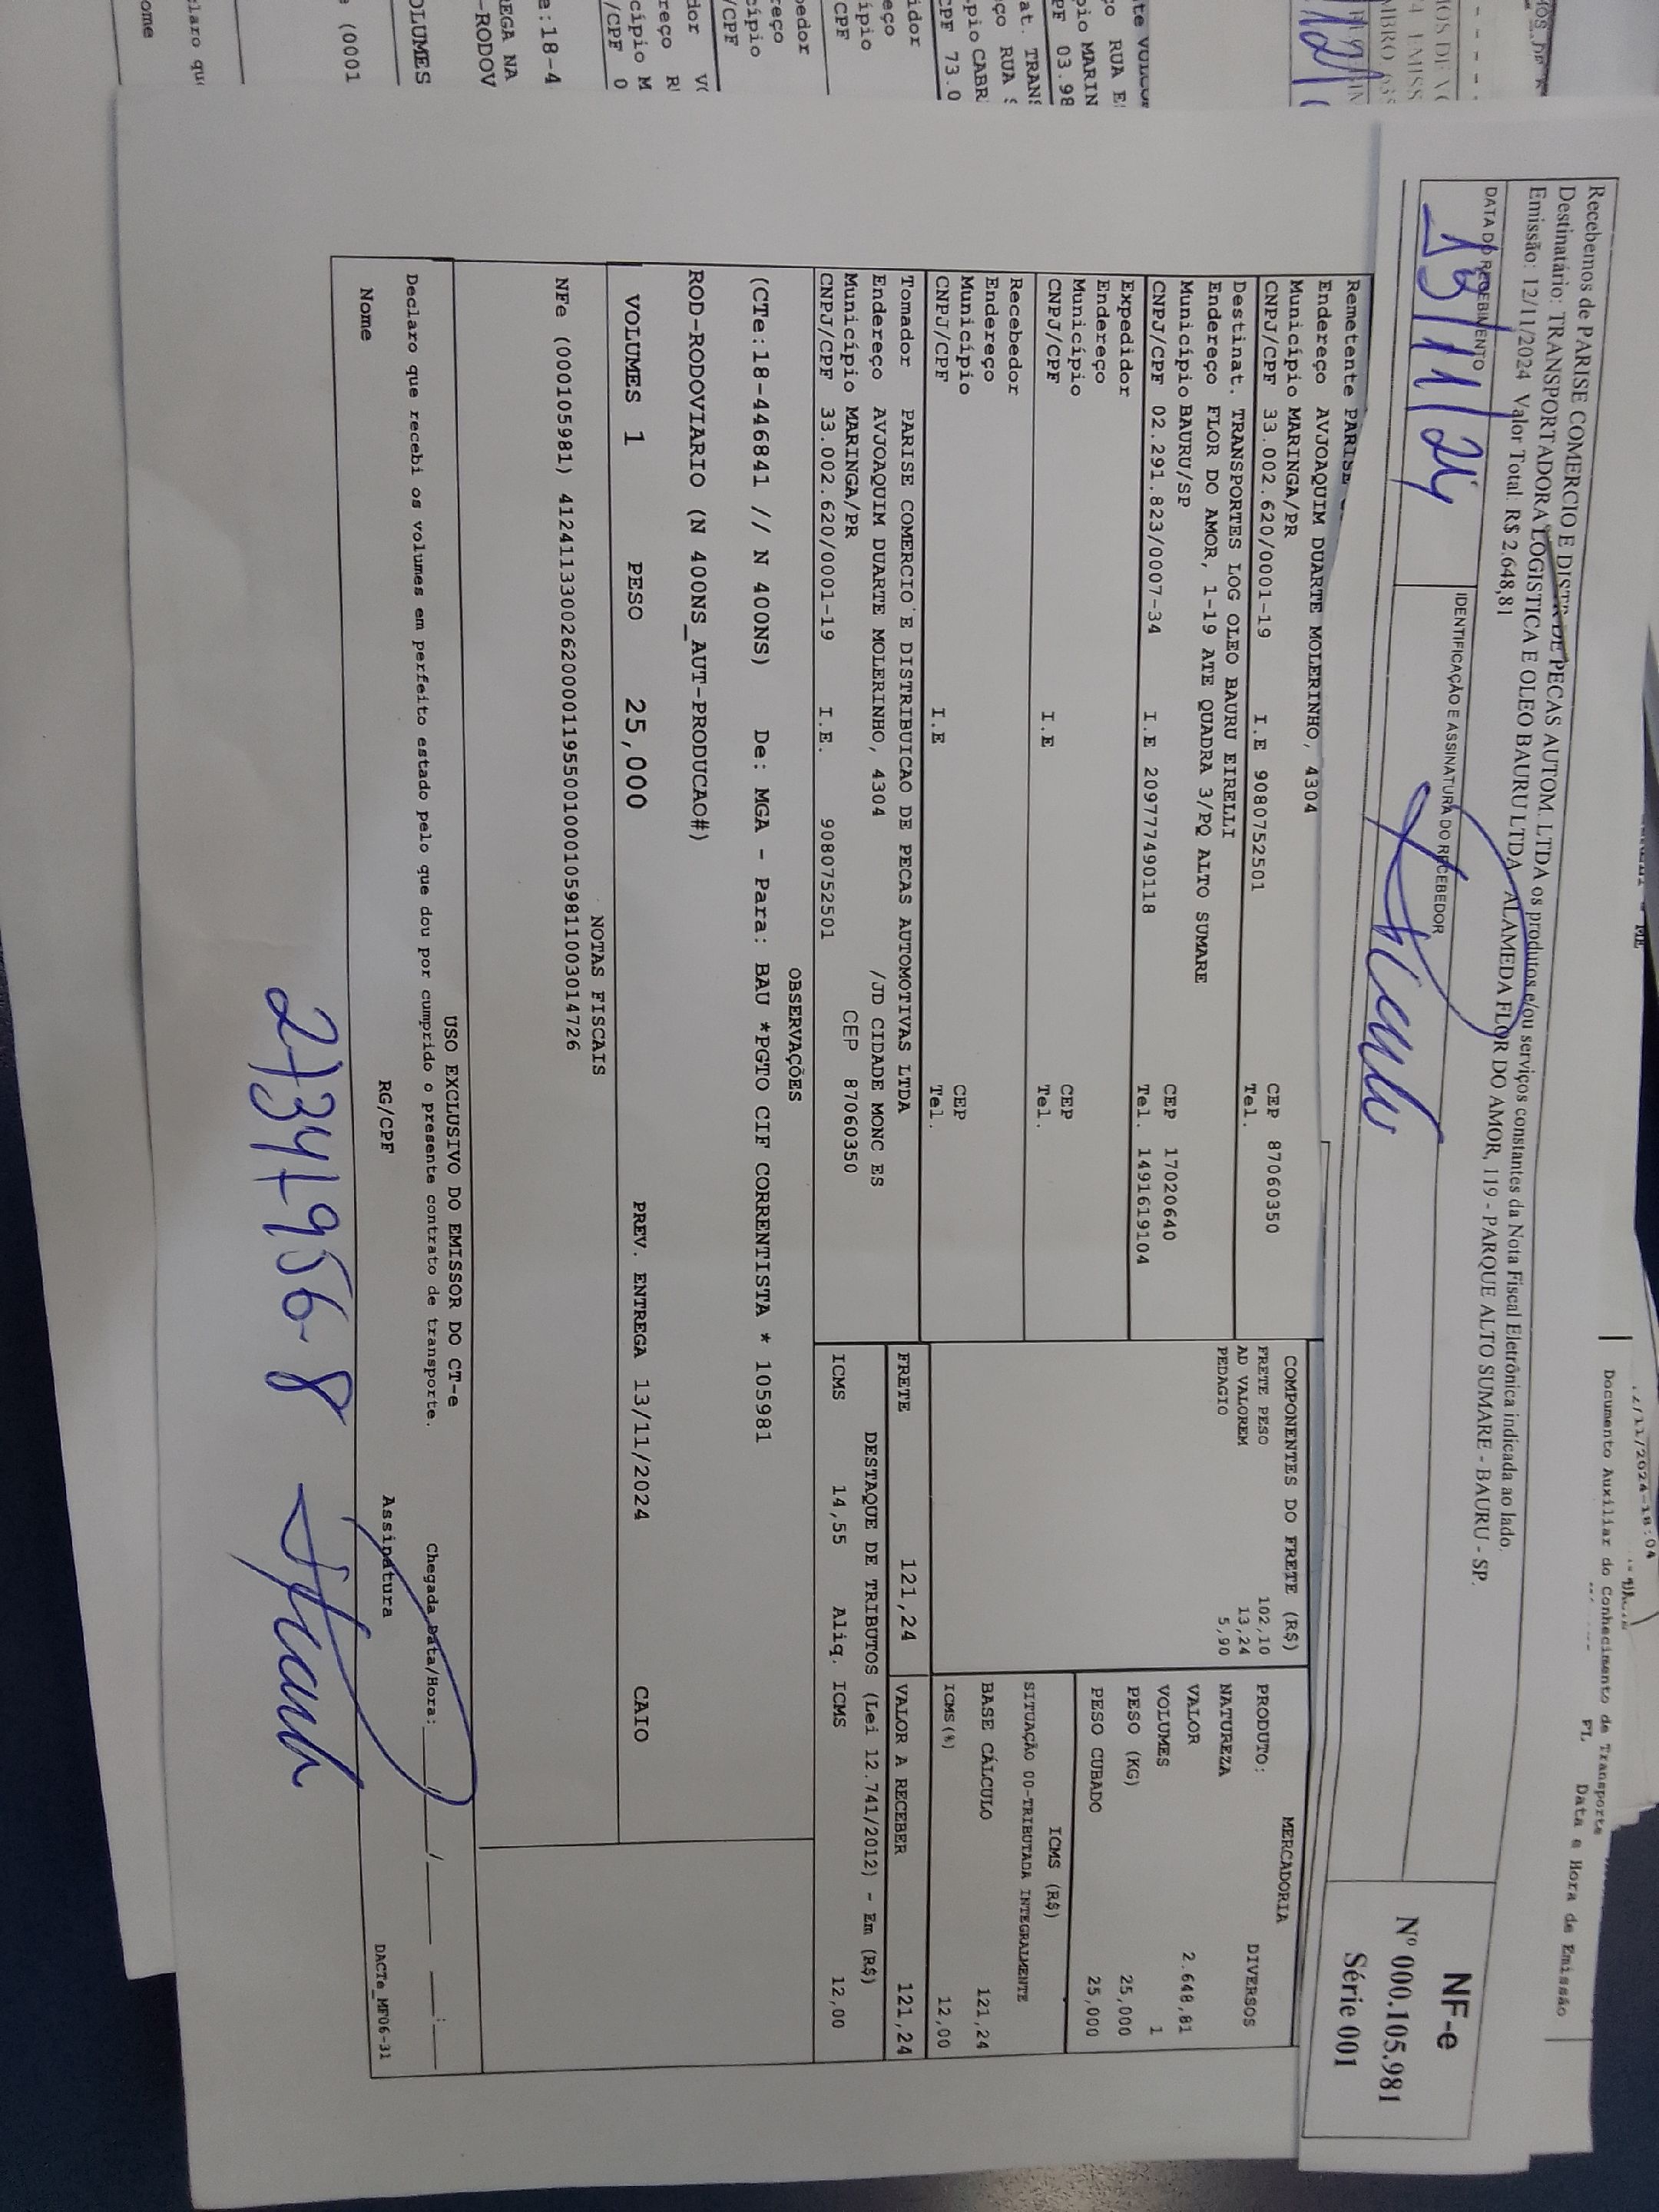 Recebemos de PARISE COMERCIO E DISTR DE PECAS AUTOM. LTDA os produtos e/ou serviços constantes da Nota Fiscal Eletrônica indicada ao lado.
Destinatário: TRANSPORTADORA LOGISTICA E OLEO BAURU LTDA ALAMEDA FLOR DO AMOR, 119 - PARQUE ALTO SUMARE - BAURU - SP.
Emissão: 12/11/2024 Valor Total: R$ 2.648,81
DATA DO RECEBIMENTO
13/11/24
IDENTIFICAÇÃO E ASSINATURA DO RECEBEDOR
NF-e
Nº 000.105.981
Série 001
Documento Auxiliar do Conhecimento de Transporte
FL Data e Hora de Emissão
12/11/2024-18:04
Remetente PARISE
Endereço AVJOAQUIM DUARTE MOLERINHO, 4304
Município MARINGA/PR CEP 87060350
CNPJ/CPF 33.002.620/0001-19 I.E 9080752501 Tel.
Destinat. TRANSPORTES LOG OLEO BAURU EIRELLI
Endereço FLOR DO AMOR, 1-19 ATE QUADRA 3/PQ ALTO SUMARE
Município BAURU/SP CEP 17020640
CNPJ/CPF 02.291.823/0007-34 I.E 209777490118 Tel. 1491619104
Expedidor
Endereço
Município CEP
CNPJ/CPF I.E Tel.
Recebedor
Endereço
Município CEP
CNPJ/CPF I.E Tel.
Tomador PARISE COMERCIO E DISTRIBUICAO DE PECAS AUTOMOTIVAS LTDA
Endereço AVJOAQUIM DUARTE MOLERINHO, 4304 /JD CIDADE MONC ES
Município MARINGA/PR CEP 87060350
CNPJ/CPF 33.002.620/0001-19 I.E. 9080752501
COMPONENTES DO FRETE (R$)
FRETE PESO 102,10
AD VALOREM 13,24
PEDAGIO 5,90
MERCADORIA
PRODUTO: DIVERSOS
NATUREZA
VALOR 2.648,81
VOLUMES 1
PESO (KG) 25,000
PESO CUBADO 25,000
ICMS (R$)
SITUAÇÃO 00-TRIBUTADA INTEGRALMENTE
BASE CÁLCULO 121,24
ICMS(%) 12,00
FRETE 121,24 VALOR A RECEBER 121,24
DESTAQUE DE TRIBUTOS (Lei 12.741/2012) - Em (R$)
ICMS 14,55 Aliq. ICMS 12,00
OBSERVAÇÕES
(CTe:18-446841 // N 400NS) De: MGA - Para: BAU *PGTO CIF CORRENTISTA * 105981
ROD-RODOVIARIO (N 400NS_AUT-PRODUCAO#)
VOLUMES 1 PESO 25,000 PREV. ENTREGA 13/11/2024 CAIO
NOTAS FISCAIS
NFe (000105981) 41241133002620000119550010001059811003014726
USO EXCLUSIVO DO EMISSOR DO CT-e
Declaro que recebi os volumes em perfeito estado pelo que dou por cumprido o presente contrato de transporte. Chegada Data/Hora: ____/____/____ ___:___
Nome RG/CPF Assinatura DACTe_MF06-31